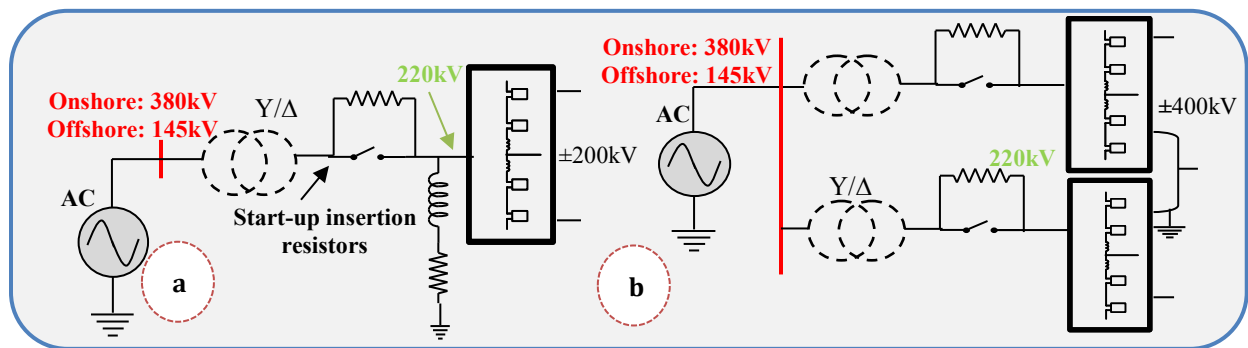 Onshore: 380kV
Offshore: 145kV
Y/Δ
220kV
AC
Start-up insertion
resistors
±200kV
a
Onshore: 380kV
Offshore: 145kV
AC
±400kV
220kV
Y/Δ
b